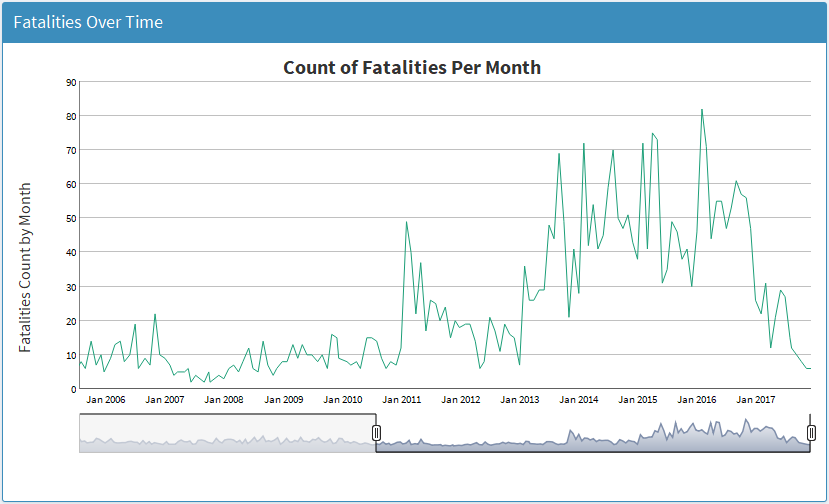 Fatalities Over Time
Count of Fatalities Per Month
Fatalities Count by Month
90
80
70
60
50
40
30
20
10
0
Jan 2006 Jan 2007 Jan 2008 Jan 2009 Jan 2010 Jan 2011 Jan 2012 Jan 2013 Jan 2014 Jan 2015 Jan 2016 Jan 2017